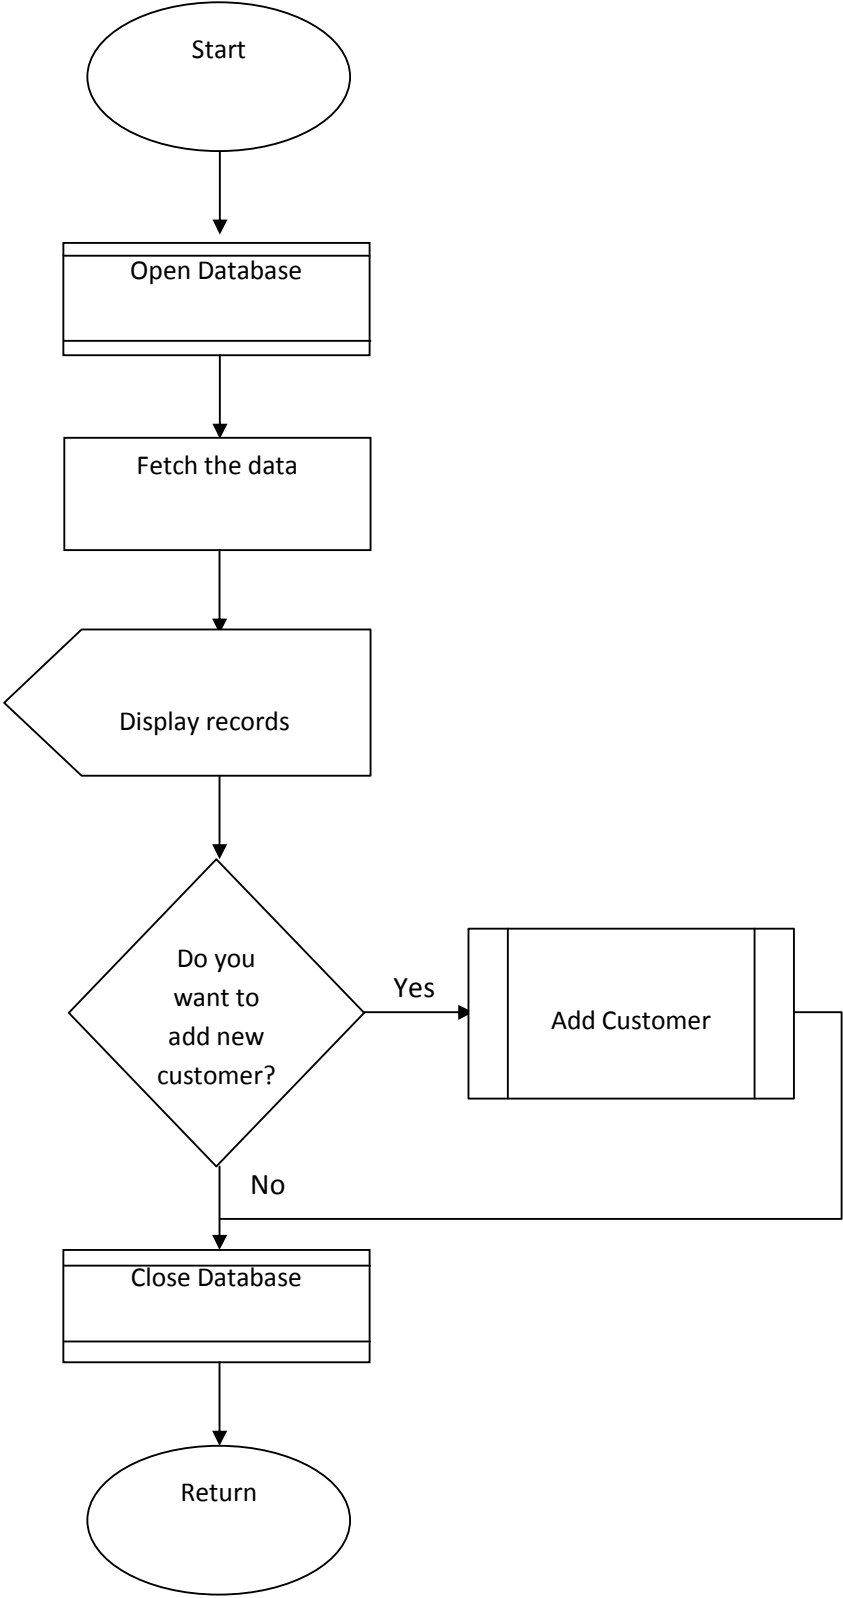 Start
Open Database
Fetch the data
Display records
Do you
want to
add new
customer?
Yes
Add Customer
No
Close Database
Return